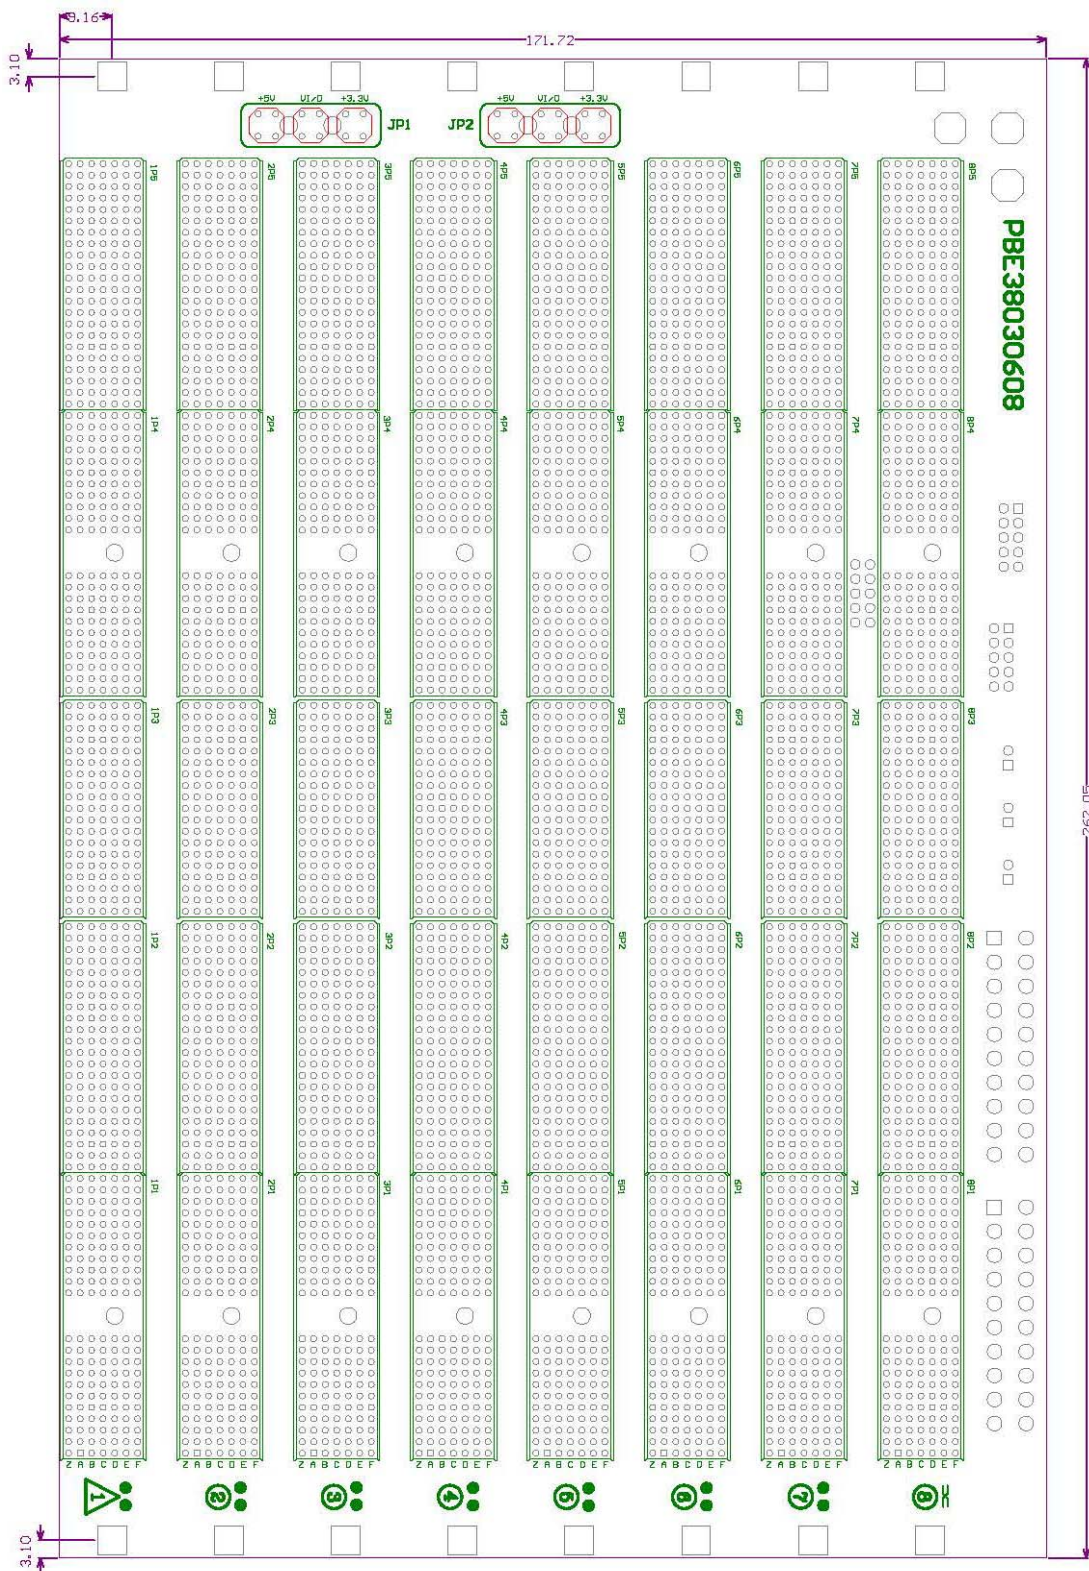 9.16
171.72
3.10
+5V VI/O +3.3V
JP1
JP2
+5V VI/O +3.3V
1P5 2P5 3P5 4P5 5P5 6P5 7P5 8P5
PBE38030608
1P4 2P4 3P4 4P4 5P4 6P4 7P4 8P4
1P3 2P3 3P3 4P3 5P3 6P3 7P3 8P3
262.05
1P2 2P2 3P2 4P2 5P2 6P2 7P2 8P2
1P1 2P1 3P1 4P1 5P1 6P1 7P1 8P1
Z A B C D E F Z A B C D E F Z A B C D E F Z A B C D E F Z A B C D E F Z A B C D E F Z A B C D E F Z A B C D E F
1 2 3 4 5 6 7 8
3.10